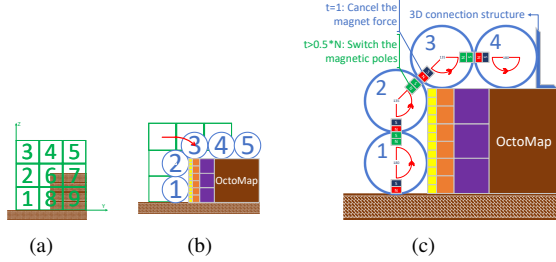 t=1: Cancel the
magnet force
t>0.5*N: Switch the
magnetic poles
3D connection structure
Z
3 4 5
2 6 7
1 8 9
Y
3 4 5
2
1
OctoMap
3 4
2
1
OctoMap
(a) (b) (c)